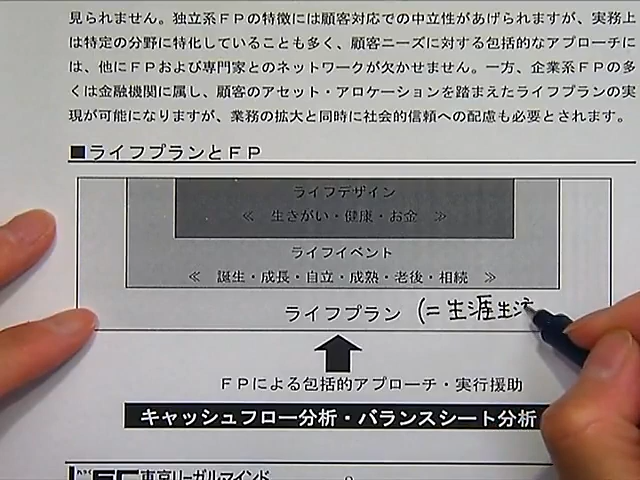 見られません。独立系ＦＰの特徴には顧客対応での中立性があげられますが、実務上
は特定の分野に特化していることも多く、顧客ニーズに対する包括的なアプローチに
は、他にＦＰおよび専門家とのネットワークが欠かせません。一方、企業系ＦＰの多
くは金融機関に属し、顧客のアセット・アロケーションを踏まえたライフプランの実
現が可能になりますが、業務の拡大と同時に社会的信頼への配慮も必要とされます。
■ライフプランとＦＰ
ライフデザイン
≪ 生きがい・健康・お金 ≫
ライフイベント
≪ 誕生・成長・自立・成熟・老後・相続 ≫
ライフプラン (=生涯生活
ＦＰによる包括的アプローチ・実行援助
キャッシュフロー分析・バランスシート分析
LEC東京リーガルマインド